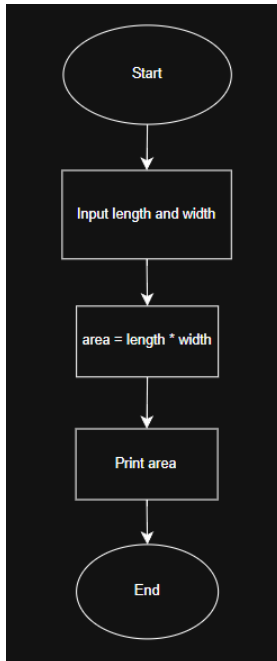 Start
Input length and width
area = length * width
Print area
End